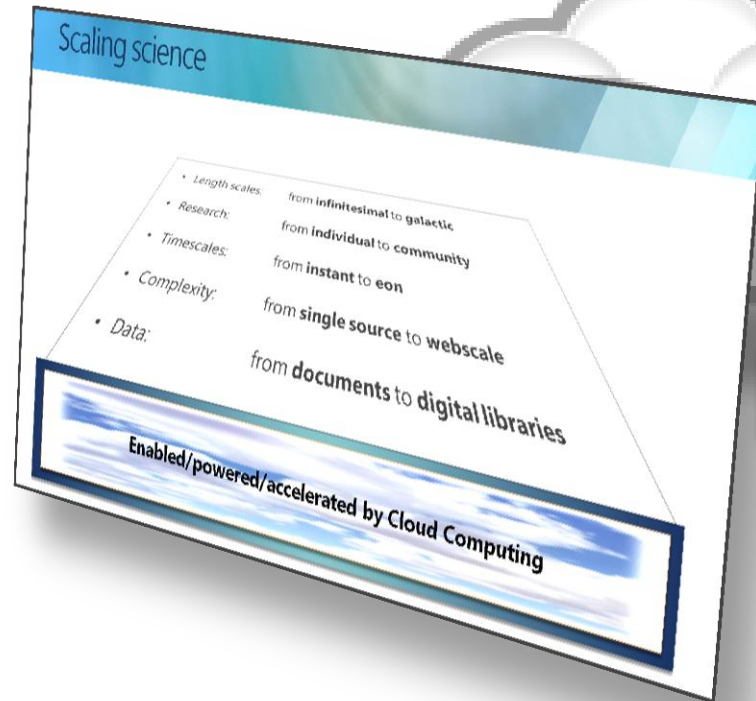 Scaling science
• Length scales: from infinitesimal to galactic
• Research: from individual to community
• Timescales: from instant to eon
• Complexity: from single source to webscale
• Data: from documents to digital libraries
Enabled/powered/accelerated by Cloud Computing